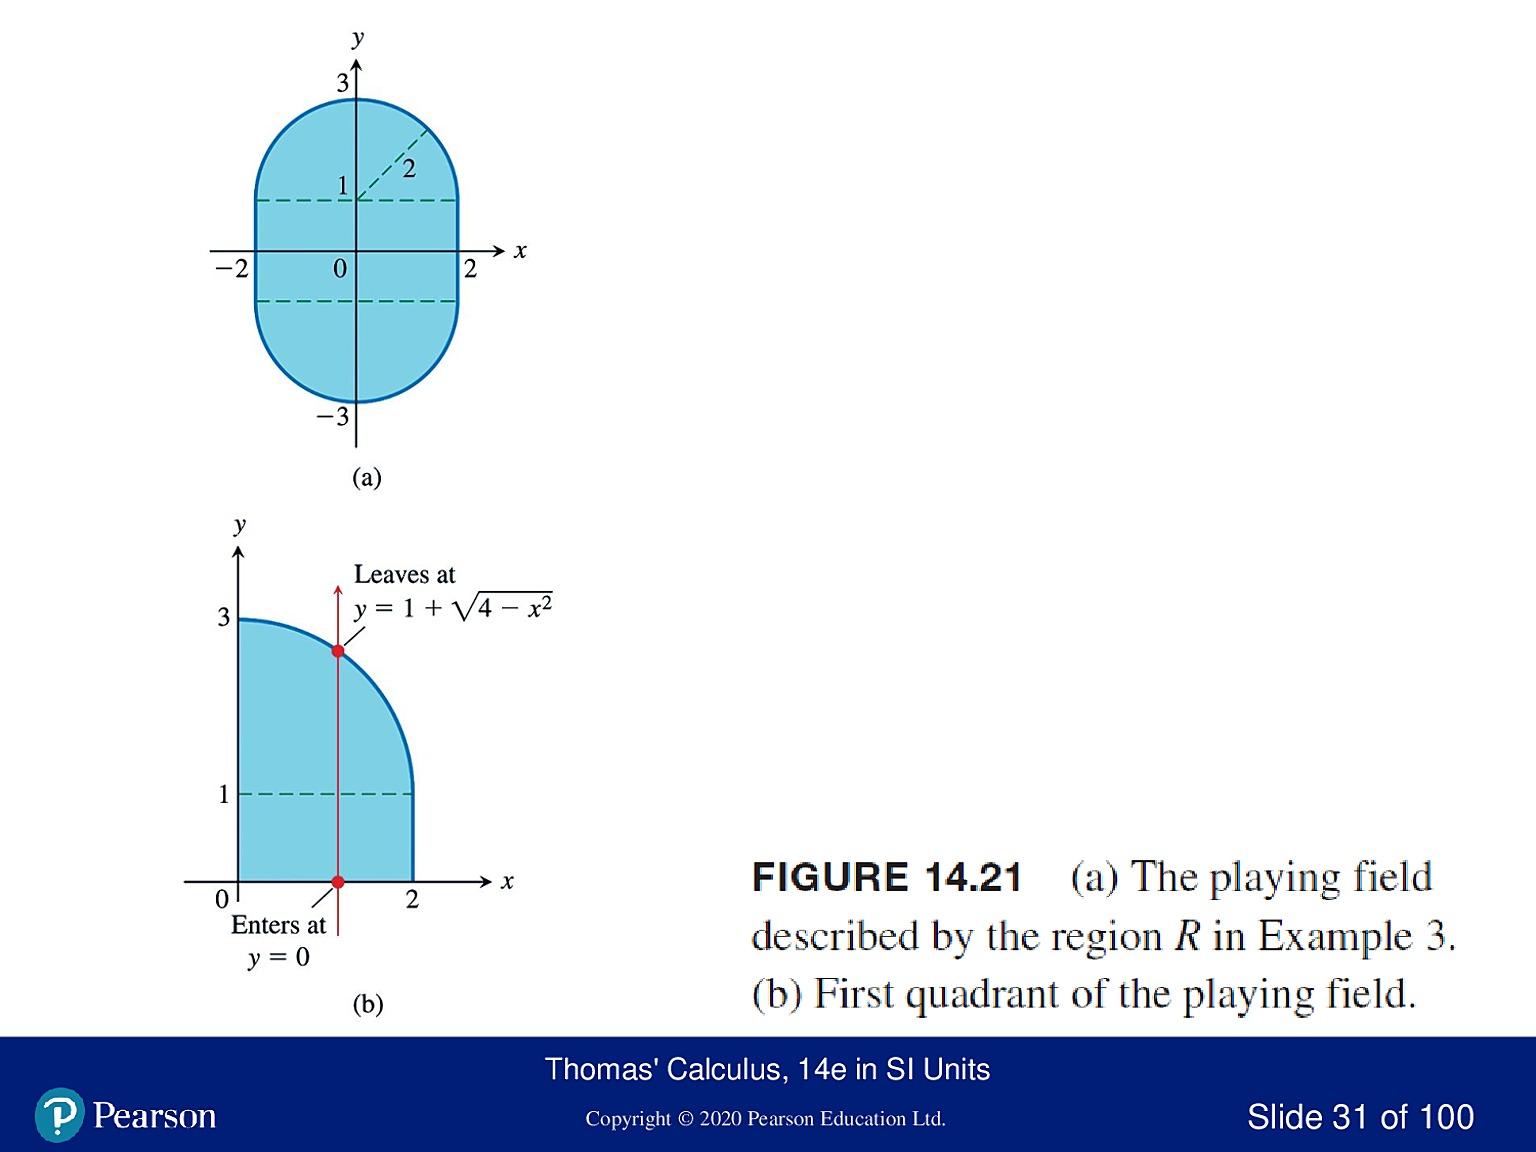 y
3
2
1
x
−2
0
2
−3
(a)
y
Leaves at
y = 1 + √4 − x²
3
1
x
0
2
Enters at
y = 0
(b)
FIGURE 14.21 (a) The playing field
described by the region R in Example 3.
(b) First quadrant of the playing field.
Thomas' Calculus, 14e in SI Units
P Pearson
Copyright © 2020 Pearson Education Ltd.
Slide 31 of 100